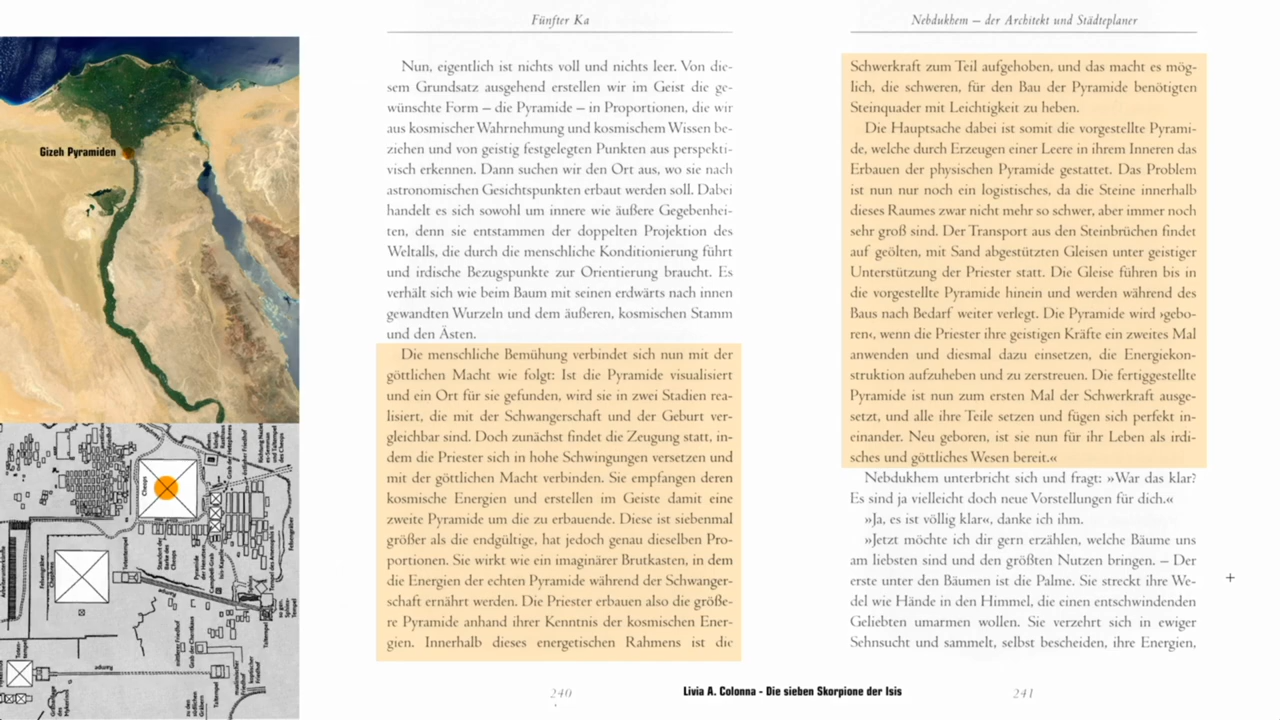 Gizeh Pyramiden
Cheops
Rampe
Rampe
Taltempel
Fünfter Ka
Nun, eigentlich ist nichts voll und nichts leer. Von die-
sem Grundsatz ausgehend erstellen wir im Geist die ge-
wünschte Form – die Pyramide – in Proportionen, die wir
aus kosmischer Wahrnehmung und kosmischem Wissen be-
ziehen und von geistig festgelegten Punkten aus perspekti-
visch erkennen. Dann suchen wir den Ort aus, wo sie nach
astronomischen Gesichtspunkten erbaut werden soll. Dabei
handelt es sich sowohl um innere wie äußere Gegebenhei-
ten, denn sie entstammen der doppelten Projektion des
Weltalls, die durch die menschliche Konditionierung führt
und irdische Bezugspunkte zur Orientierung braucht. Es
verhält sich wie beim Baum mit seinen erdwärts nach innen
gewandten Wurzeln und dem äußeren, kosmischen Stamm
und den Ästen.
Die menschliche Bemühung verbindet sich nun mit der
göttlichen Macht wie folgt: Ist die Pyramide visualisiert
und ein Ort für sie gefunden, wird sie in zwei Stadien rea-
lisiert, die mit der Schwangerschaft und der Geburt ver-
gleichbar sind. Doch zunächst findet die Zeugung statt, in-
dem die Priester sich in hohe Schwingungen versetzen und
mit der göttlichen Macht verbinden. Sie empfangen deren
kosmische Energien und erstellen im Geiste damit eine
zweite Pyramide um die zu erbauende. Diese ist siebenmal
größer als die endgültige, hat jedoch genau dieselben Pro-
portionen. Sie wirkt wie ein imaginärer Brutkasten, in dem
die Energien der echten Pyramide während der Schwanger-
schaft ernährt werden. Die Priester erbauen also die größe-
re Pyramide anhand ihrer Kenntnis der kosmischen Ener-
gien. Innerhalb dieses energetischen Rahmens ist die
240
Nebdukhem – der Architekt und Städteplaner
Schwerkraft zum Teil aufgehoben, und das macht es mög-
lich, die schweren, für den Bau der Pyramide benötigten
Steinquader mit Leichtigkeit zu heben.
Die Hauptsache dabei ist somit die vorgestellte Pyrami-
de, welche durch Erzeugen einer Leere in ihrem Inneren das
Erbauen der physischen Pyramide gestattet. Das Problem
ist nun nur noch ein logistisches, da die Steine innerhalb
dieses Raumes zwar nicht mehr so schwer, aber immer noch
sehr groß sind. Der Transport aus den Steinbrüchen findet
auf geölten, mit Sand abgestützten Gleisen unter geistiger
Unterstützung der Priester statt. Die Gleise führen bis in
die vorgestellte Pyramide hinein und werden während des
Baus nach Bedarf weiter verlegt. Die Pyramide wird ›gebo-
ren‹, wenn die Priester ihre geistigen Kräfte ein zweites Mal
anwenden und diesmal dazu einsetzen, die Energiekon-
struktion aufzuheben und zu zerstreuen. Die fertiggestellte
Pyramide ist nun zum ersten Mal der Schwerkraft ausge-
setzt, und alle ihre Teile setzen und fügen sich perfekt in-
einander. Neu geboren, ist sie nun für ihr Leben als irdi-
sches und göttliches Wesen bereit.«
Nebdukhem unterbricht sich und fragt: »War das klar?
Es sind ja vielleicht doch neue Vorstellungen für dich.«
»Ja, es ist völlig klar«, danke ich ihm.
»Jetzt möchte ich dir gern erzählen, welche Bäume uns
am liebsten sind und den größten Nutzen bringen. – Der
erste unter den Bäumen ist die Palme. Sie streckt ihre We-
del wie Hände in den Himmel, die einen entschwindenden
Geliebten umarmen wollen. Sie verzehrt sich in ewiger
Sehnsucht und sammelt, selbst bescheiden, ihre Energien,
241
Livia A. Colonna - Die sieben Skorpione der Isis